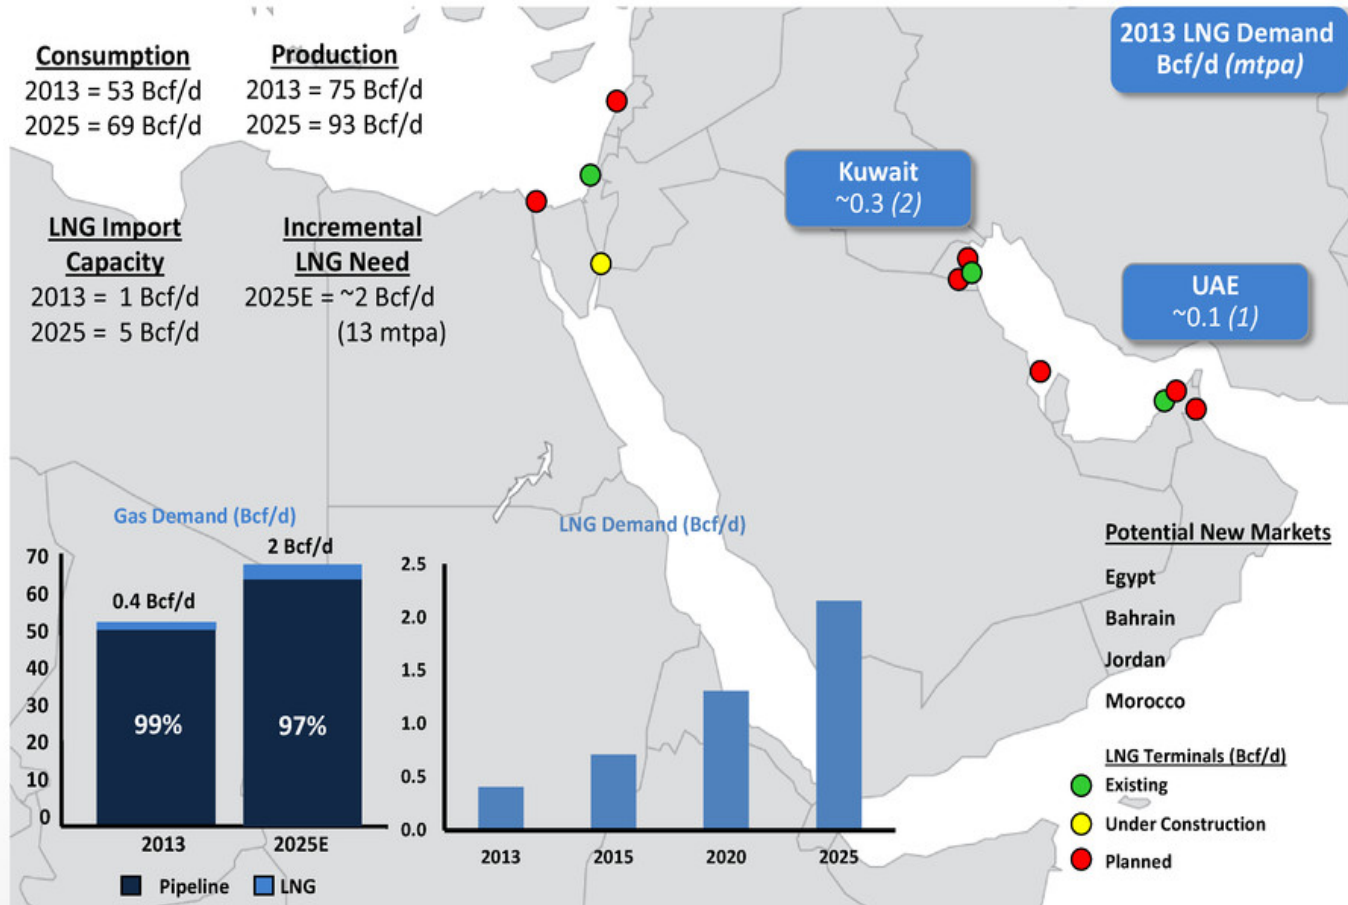 Consumption
2013 = 53 Bcf/d
2025 = 69 Bcf/d
Production
2013 = 75 Bcf/d
2025 = 93 Bcf/d
2013 LNG Demand
Bcf/d (mtpa)
Kuwait
~0.3 (2)
UAE
~0.1 (1)
LNG Import
Capacity
2013 = 1 Bcf/d
2025 = 5 Bcf/d
Incremental
LNG Need
2025E = ~2 Bcf/d
(13 mtpa)
Gas Demand (Bcf/d)
70
60
50
40
30
20
10
0
0.4 Bcf/d
2 Bcf/d
99%
97%
2013
2025E
Pipeline
LNG
LNG Demand (Bcf/d)
2.5
2.0
1.5
1.0
0.5
0.0
2013
2015
2020
2025
Potential New Markets
Egypt
Bahrain
Jordan
Morocco
LNG Terminals (Bcf/d)
Existing
Under Construction
Planned